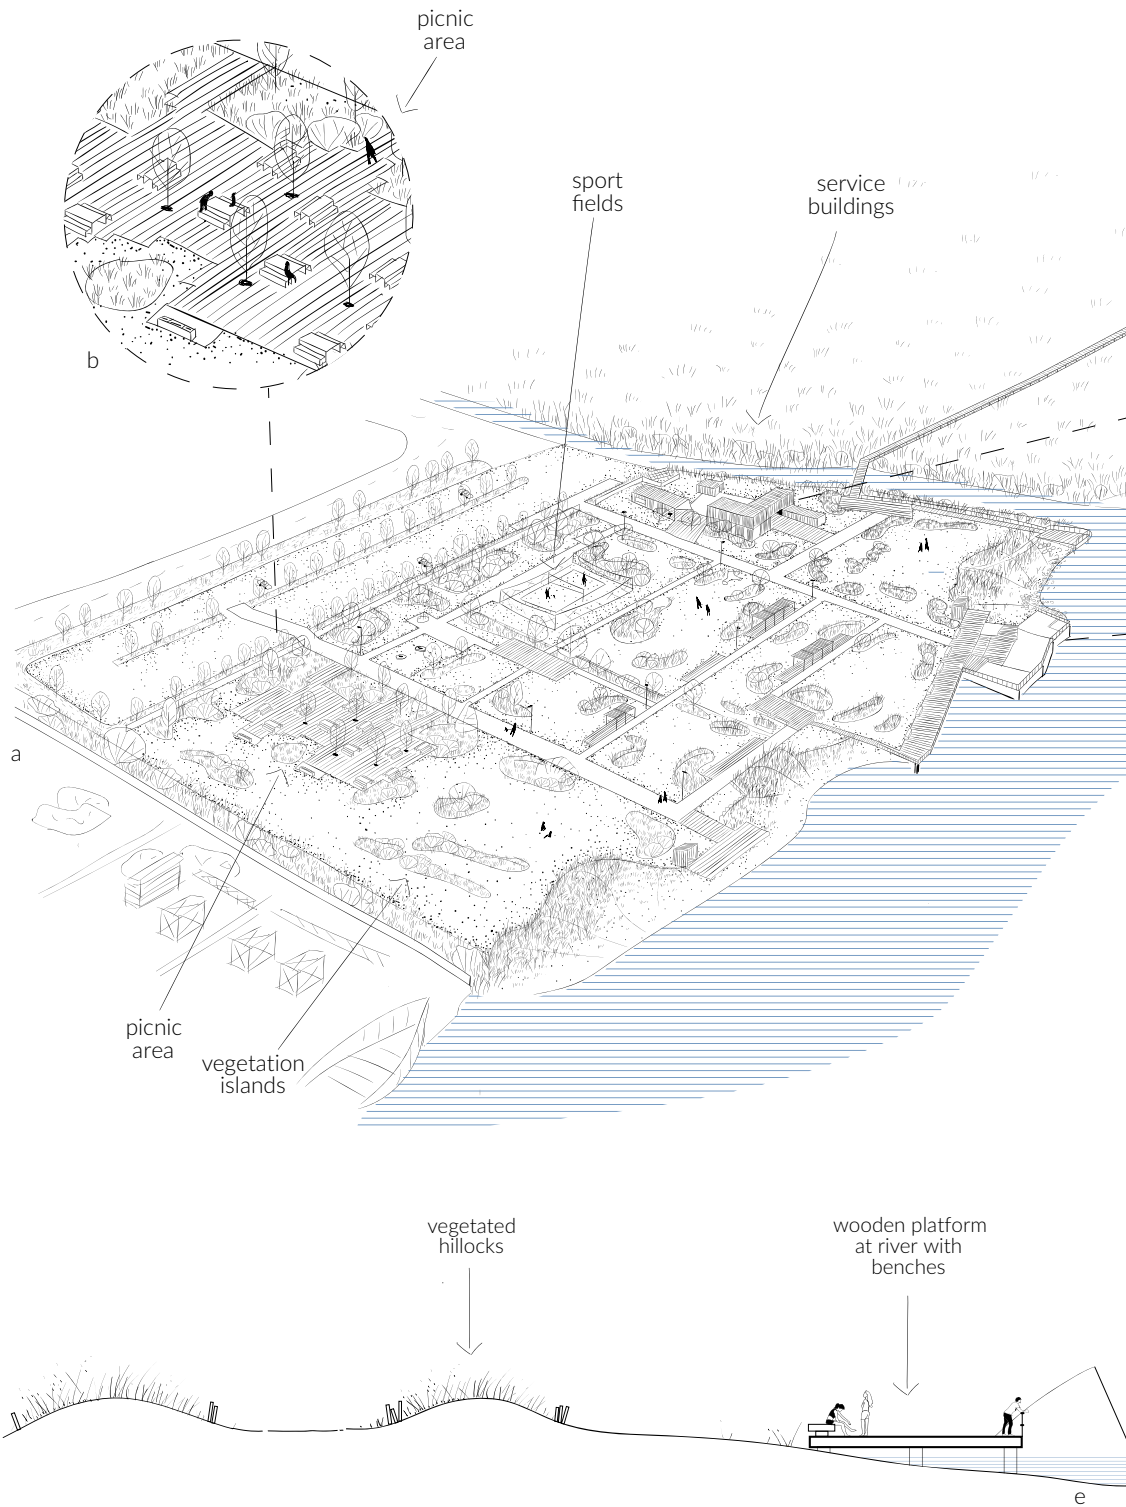 picnic
area
sport
fields
service
buildings
b
a
picnic
area
vegetation
islands
vegetated
hillocks
wooden platform
at river with
benches
e